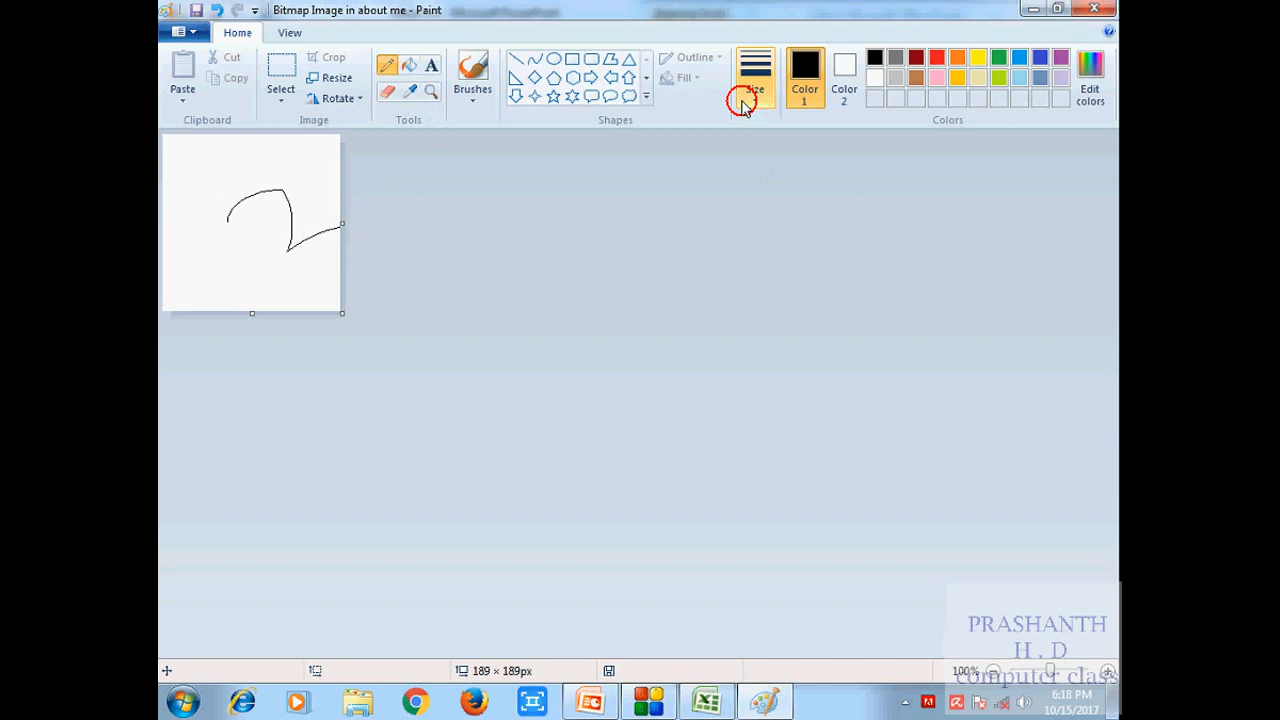 Bitmap Image in about me - Paint
Home
View
Paste
Cut
Copy
Clipboard
Select
Crop
Resize
Rotate
Image
A
Tools
Brushes
Outline
Fill
Shapes
Size
Color 1
Color 2
Edit colors
Colors
189 × 189px
100%
PRASHANTH
H , D
computer class
6:18 PM
10/15/2017